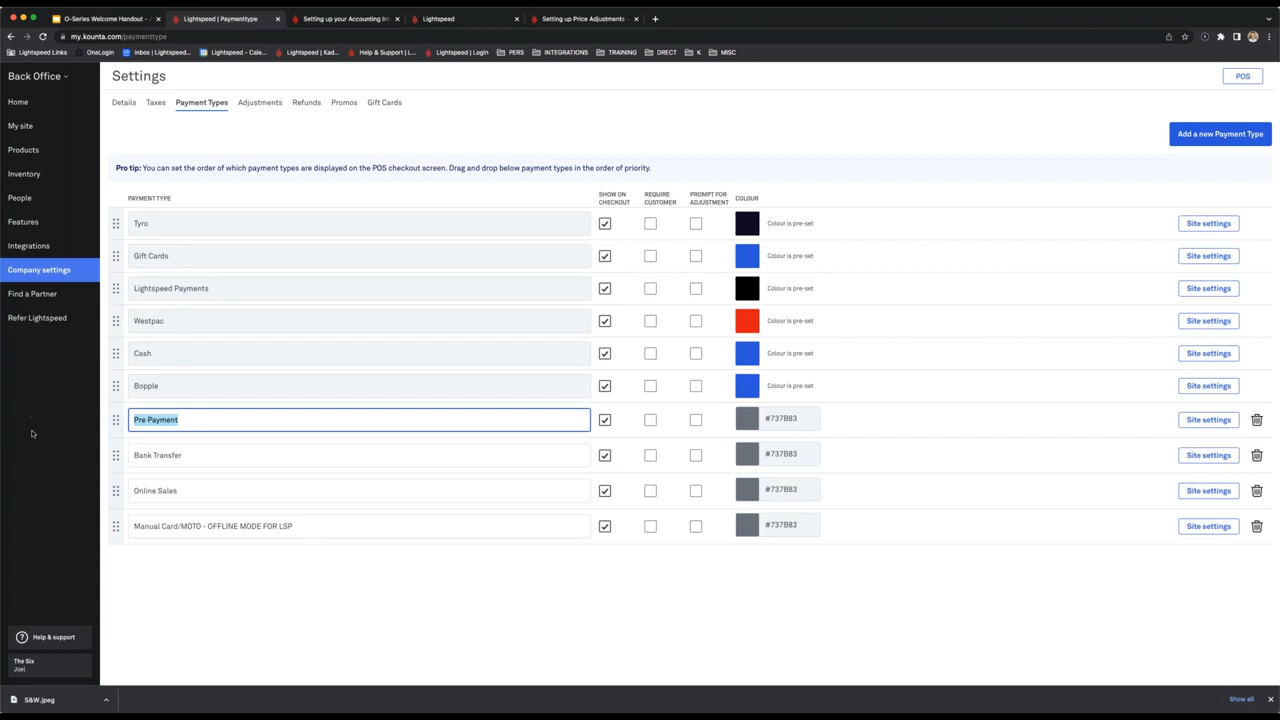 O-Series Welcome Handout -
Lightspeed | Paymenttype
Setting up your Accounting Int
Lightspeed
Setting up Price Adjustments -
my.kounta.com/paymenttype
Lightspeed Links
OneLogin
Inbox | Lightspeed...
Lightspeed - Cale...
Lightspeed | Kad...
Help & Support | L...
Lightspeed | Login
PERS
INTEGRATIONS
TRAINING
DRECT
K
MISC
Back Office
Settings
POS
Home
My site
Products
Inventory
People
Features
Integrations
Company settings
Find a Partner
Refer Lightspeed
Details
Taxes
Payment Types
Adjustments
Refunds
Promos
Gift Cards
Add a new Payment Type
Pro tip: You can set the order of which payment types are displayed on the POS checkout screen. Drag and drop below payment types in the order of priority.
PAYMENT TYPE
SHOW ON
CHECKOUT
REQUIRE
CUSTOMER
PROMPT FOR
ADJUSTMENT
COLOUR
Tyro
Colour is pre-set
Site settings
Gift Cards
Colour is pre-set
Site settings
Lightspeed Payments
Colour is pre-set
Site settings
Westpac
Colour is pre-set
Site settings
Cash
Colour is pre-set
Site settings
Bopple
Colour is pre-set
Site settings
Pre Payment
#737B83
Site settings
Bank Transfer
#737B83
Site settings
Online Sales
#737B83
Site settings
Manual Card/MOTO - OFFLINE MODE FOR LSP
#737B83
Site settings
Help & support
The Six
Joel
S&W.jpeg
Show all